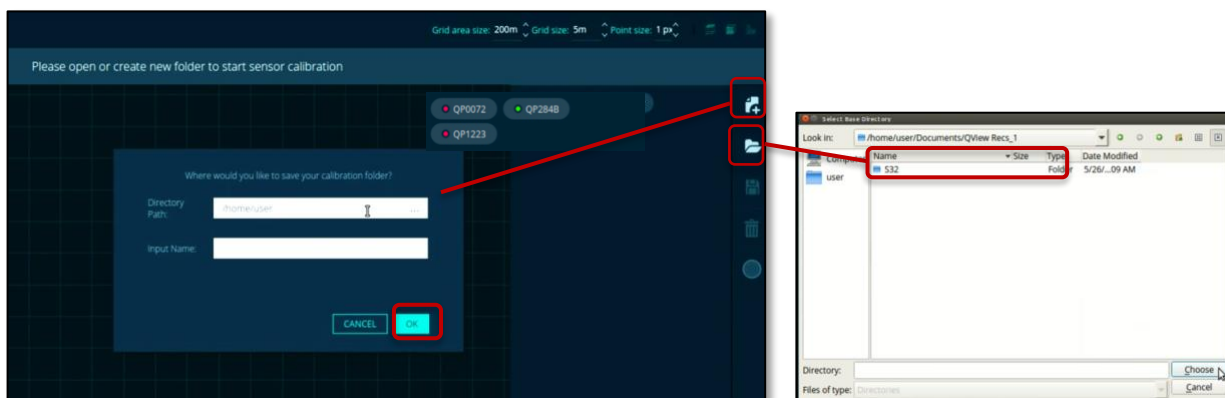 Grid area size: 200m Grid size: 5m Point size: 1 px
Please open or create new folder to start sensor calibration
QP0072 QP284B
QP1223
Where would you like to save your calibration folder?
Directory Path: /home/user ...
Input Name:
CANCEL OK
Select Base Directory
Look in: /home/user/Documents/QView Recs_1
Computer
user
Name Size Type Date Modified
S32 Folder 5/26/...09 AM
Directory: Choose
Files of type: Directories Cancel